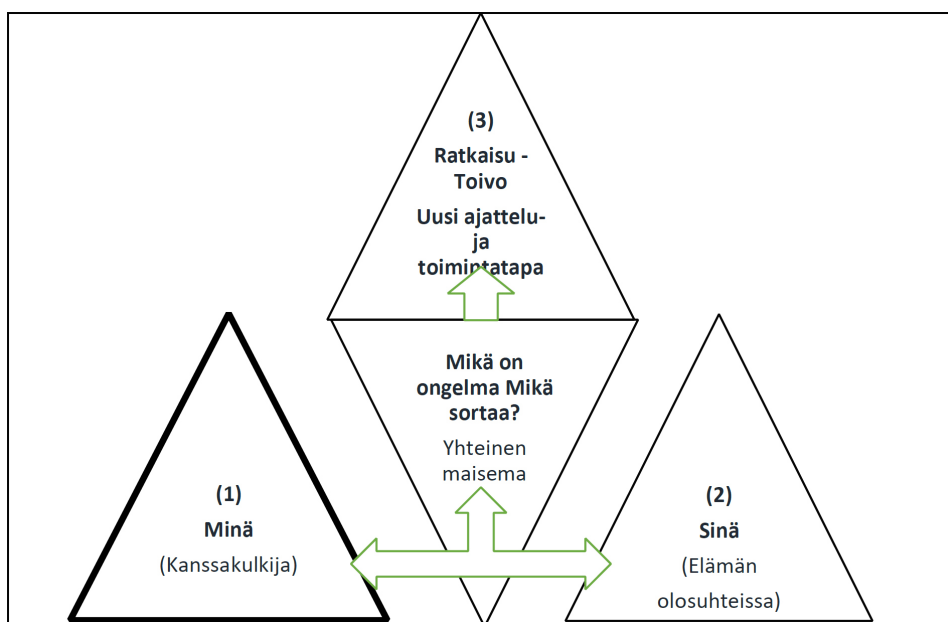 (3)
Ratkaisu -
Toivo
Uusi ajattelu-
ja
toimintatapa
Mikä on
ongelma Mikä
sortaa?
Yhteinen
maisema
(1)
Minä
(Kanssakulkija)
(2)
Sinä
(Elämän
olosuhteissa)